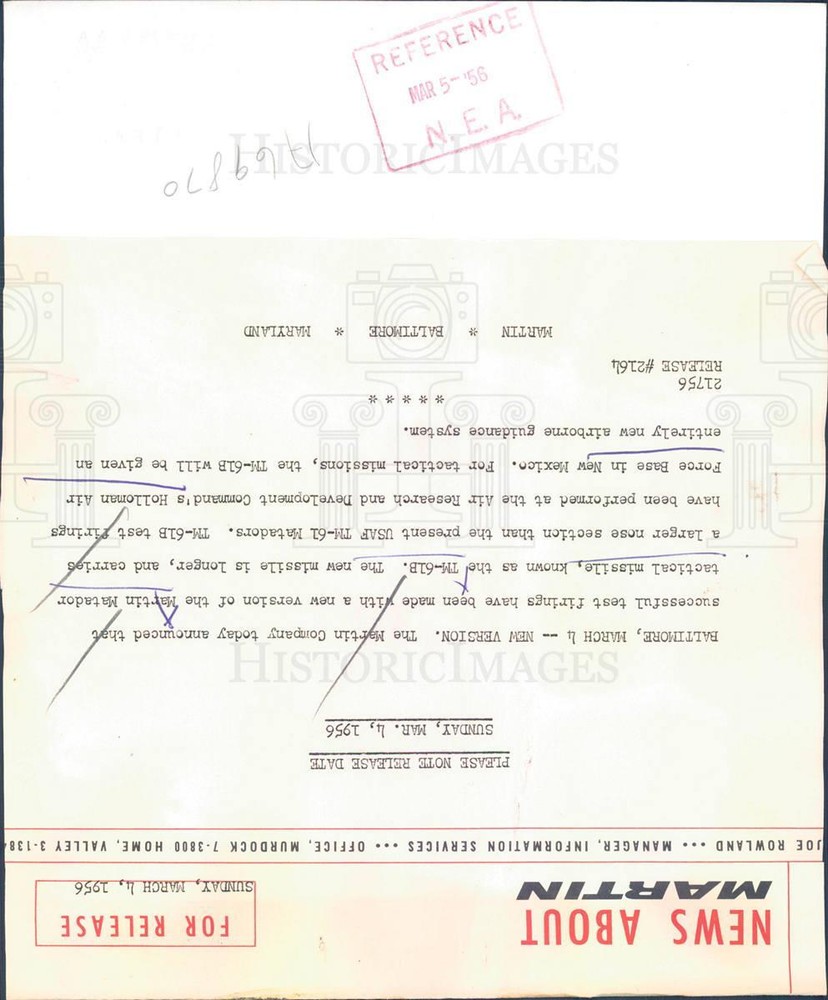 REFERENCE
MAR 5-'56
N. E. A.
1769870
HISTORICIMAGES
NEWS ABOUT
MARTIN
FOR RELEASE
SUNDAY, MARCH 4, 1956
JOE ROWLAND ••• MANAGER, INFORMATION SERVICES ••• OFFICE, MURDOCK 7-3800 HOME, VALLEY 3-138
PLEASE NOTE RELEASE DATE
SUNDAY, MAR. 4, 1956
HISTORICIMAGES
BALTIMORE, MARCH 4 -- NEW VERSION. The Martin Company today announced that
successful test firings have been made with a new version of the Martin Matador
tactical missile, known as the TM-61B. The new missile is longer, and carries
a larger nose section than the present USAF TM-61 Matadors. TM-61B test firings
have been performed at the Air Research and Development Command's Holloman Air
Force Base in New Mexico. For tactical missions, the TM-61B will be given an
entirely new airborne guidance system.
* * * * *
21756
RELEASE #2164
MARTIN * BALTIMORE * MARYLAND